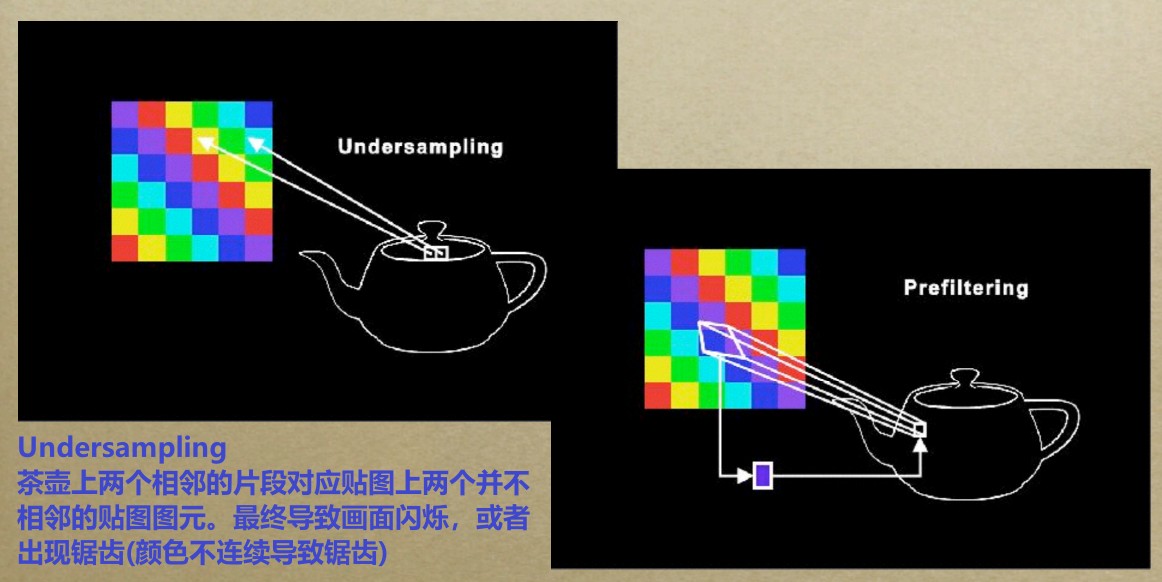 Undersampling
Prefiltering
Undersampling
茶壶上两个相邻的片段对应贴图上两个并不
相邻的贴图图元。最终导致画面闪烁，或者
出现锯齿(颜色不连续导致锯齿)